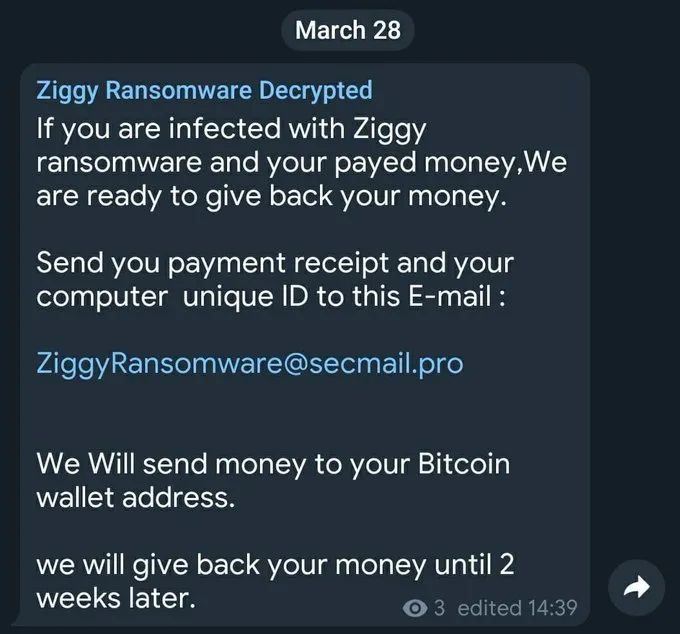 March 28
Ziggy Ransomware Decrypted
If you are infected with Ziggy
ransomware and your payed money,We
are ready to give back your money.
Send you payment receipt and your
computer  unique ID to this E-mail :
ZiggyRansomware@secmail.pro
We Will send money to your Bitcoin
wallet address.
we will give back your money until 2
weeks later.
3 edited 14:39